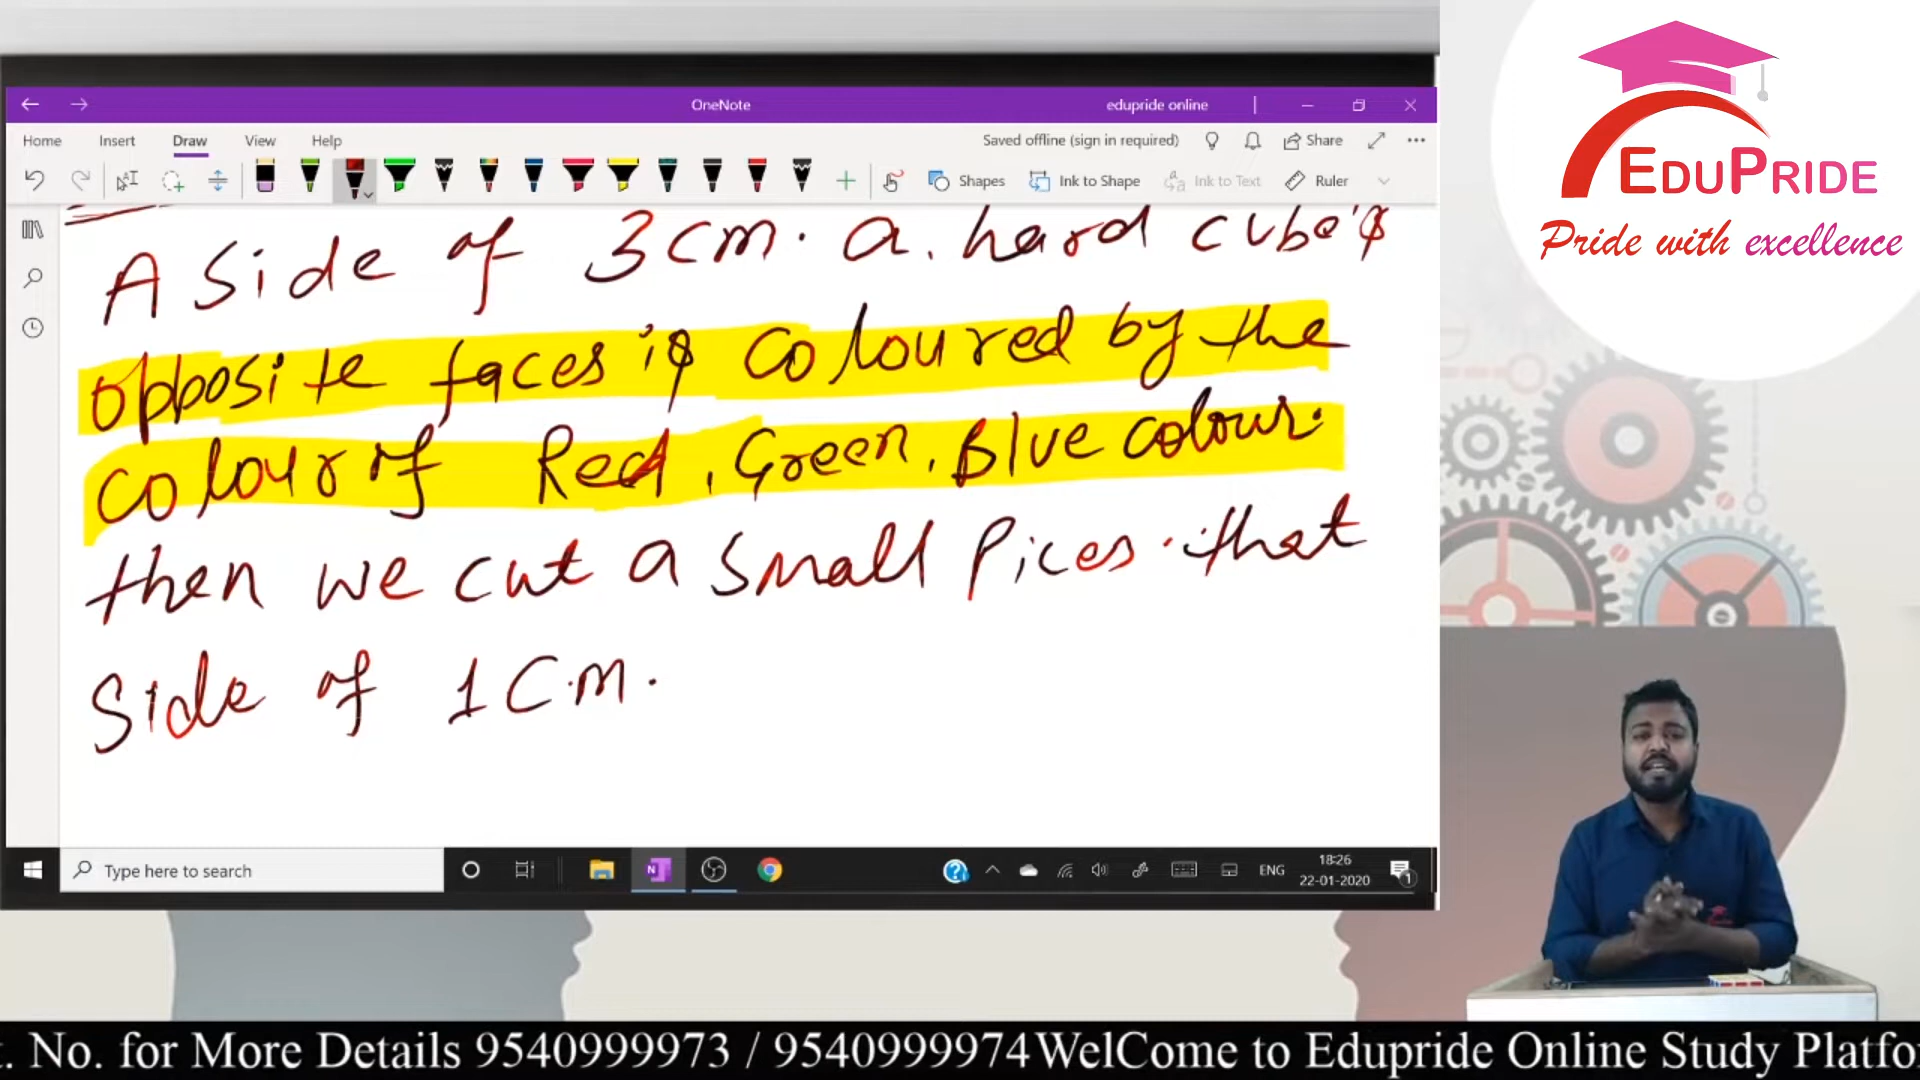 OneNote
edupride online
Home Insert Draw View Help
Saved offline (sign in required)
Share
Shapes
Ink to Shape
Ink to Text
Ruler
A Side of 3cm. a. hard cube's
opposite faces is coloured by the
colour of Red, Green, Blue colour.
then we cut a small Pices. that
Side of 1 C.m.
Type here to search
ENG
18:26
22-01-2020
1
EDUPRIDE
Pride with excellence
t. No. for More Details 9540999973 / 9540999974 WelCome to Edupride Online Study Platfo